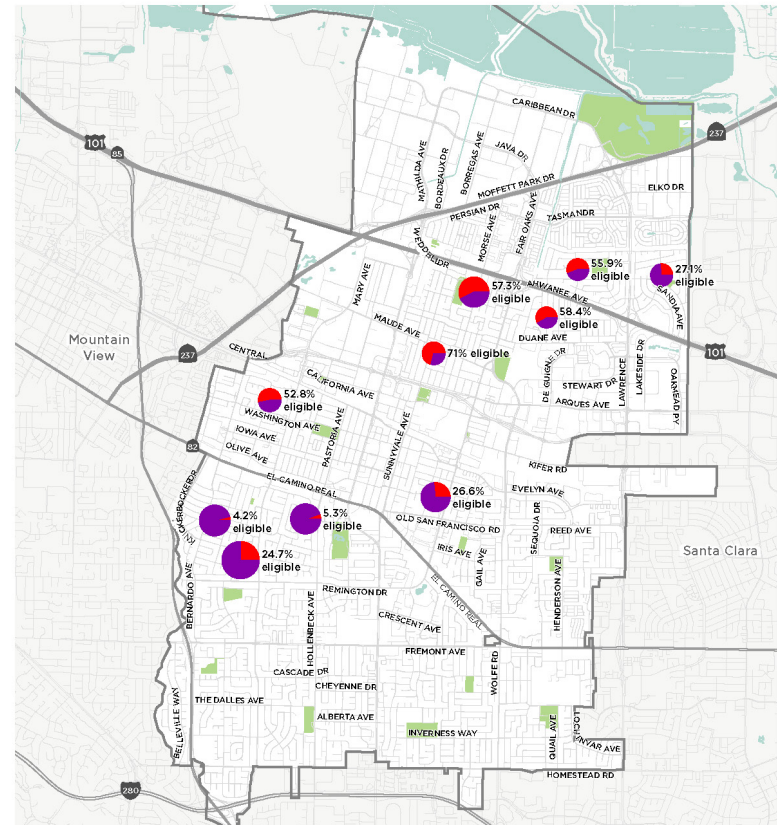 CARIBBEAN DR
237
101
85
JAVA DR
MATHILDA AVE
BORDEAUX DR
BORREGAS AVE
MOFFETT PARK DR
ELKO DR
PERSIAN DR
MORSE AVE
FAIR OAKS AVE
TASMAN DR
WEDDELL DR
55.9%
eligible
27.1%
eligible
MARY AVE
57.3%
eligible
AHWANEE AVE
SANDIA AVE
58.4%
eligible
MAUDE AVE
DUANE AVE
Mountain
View
237
CENTRAL
71% eligible
101
DE GUIGNE DR
LAWRENCE
LAKESIDE DR
OAKMEAD PY
CALIFORNIA AVE
STEWART DR
ARQUES AVE
52.8%
eligible
WASHINGTON AVE
IOWA AVE
PASTORIA AVE
SUNNYVALE AVE
82
OLIVE AVE
KIFER RD
EL CAMINO REAL
26.6%
eligible
EVELYN AVE
KNICKERBOCKER DR
4.2%
eligible
5.3%
eligible
OLD SAN FRANCISCO RD
SEQUOIA DR
REED AVE
IRIS AVE
GAIL AVE
Santa Clara
24.7%
eligible
BERNARDO AVE
HOLLENBECK AVE
REMINGTON DR
EL CAMINO REAL
HENDERSON AVE
CRESCENT AVE
FREMONT AVE
WOLFE RD
CASCADE DR
CHEYENNE DR
THE DALLES AVE
BELLEVILLE WAY
ALBERTA AVE
INVERNESS WAY
QUAIL AVE
HOMESTEAD RD
280